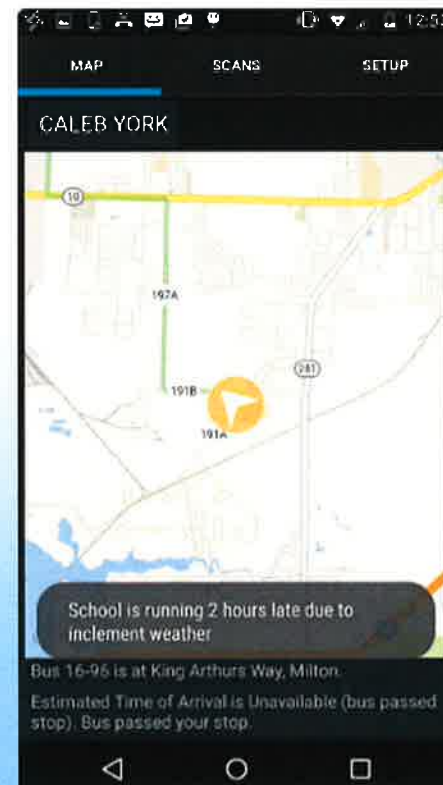 12:5
MAP SCANS SETUP
CALEB YORK
10
197A
281
191B
191A
School is running 2 hours late due to
inclement weather
Bus 16-96 is at King Arthurs Way, Milton.
Estimated Time of Arrival is Unavailable (bus passed
stop). Bus passed your stop.